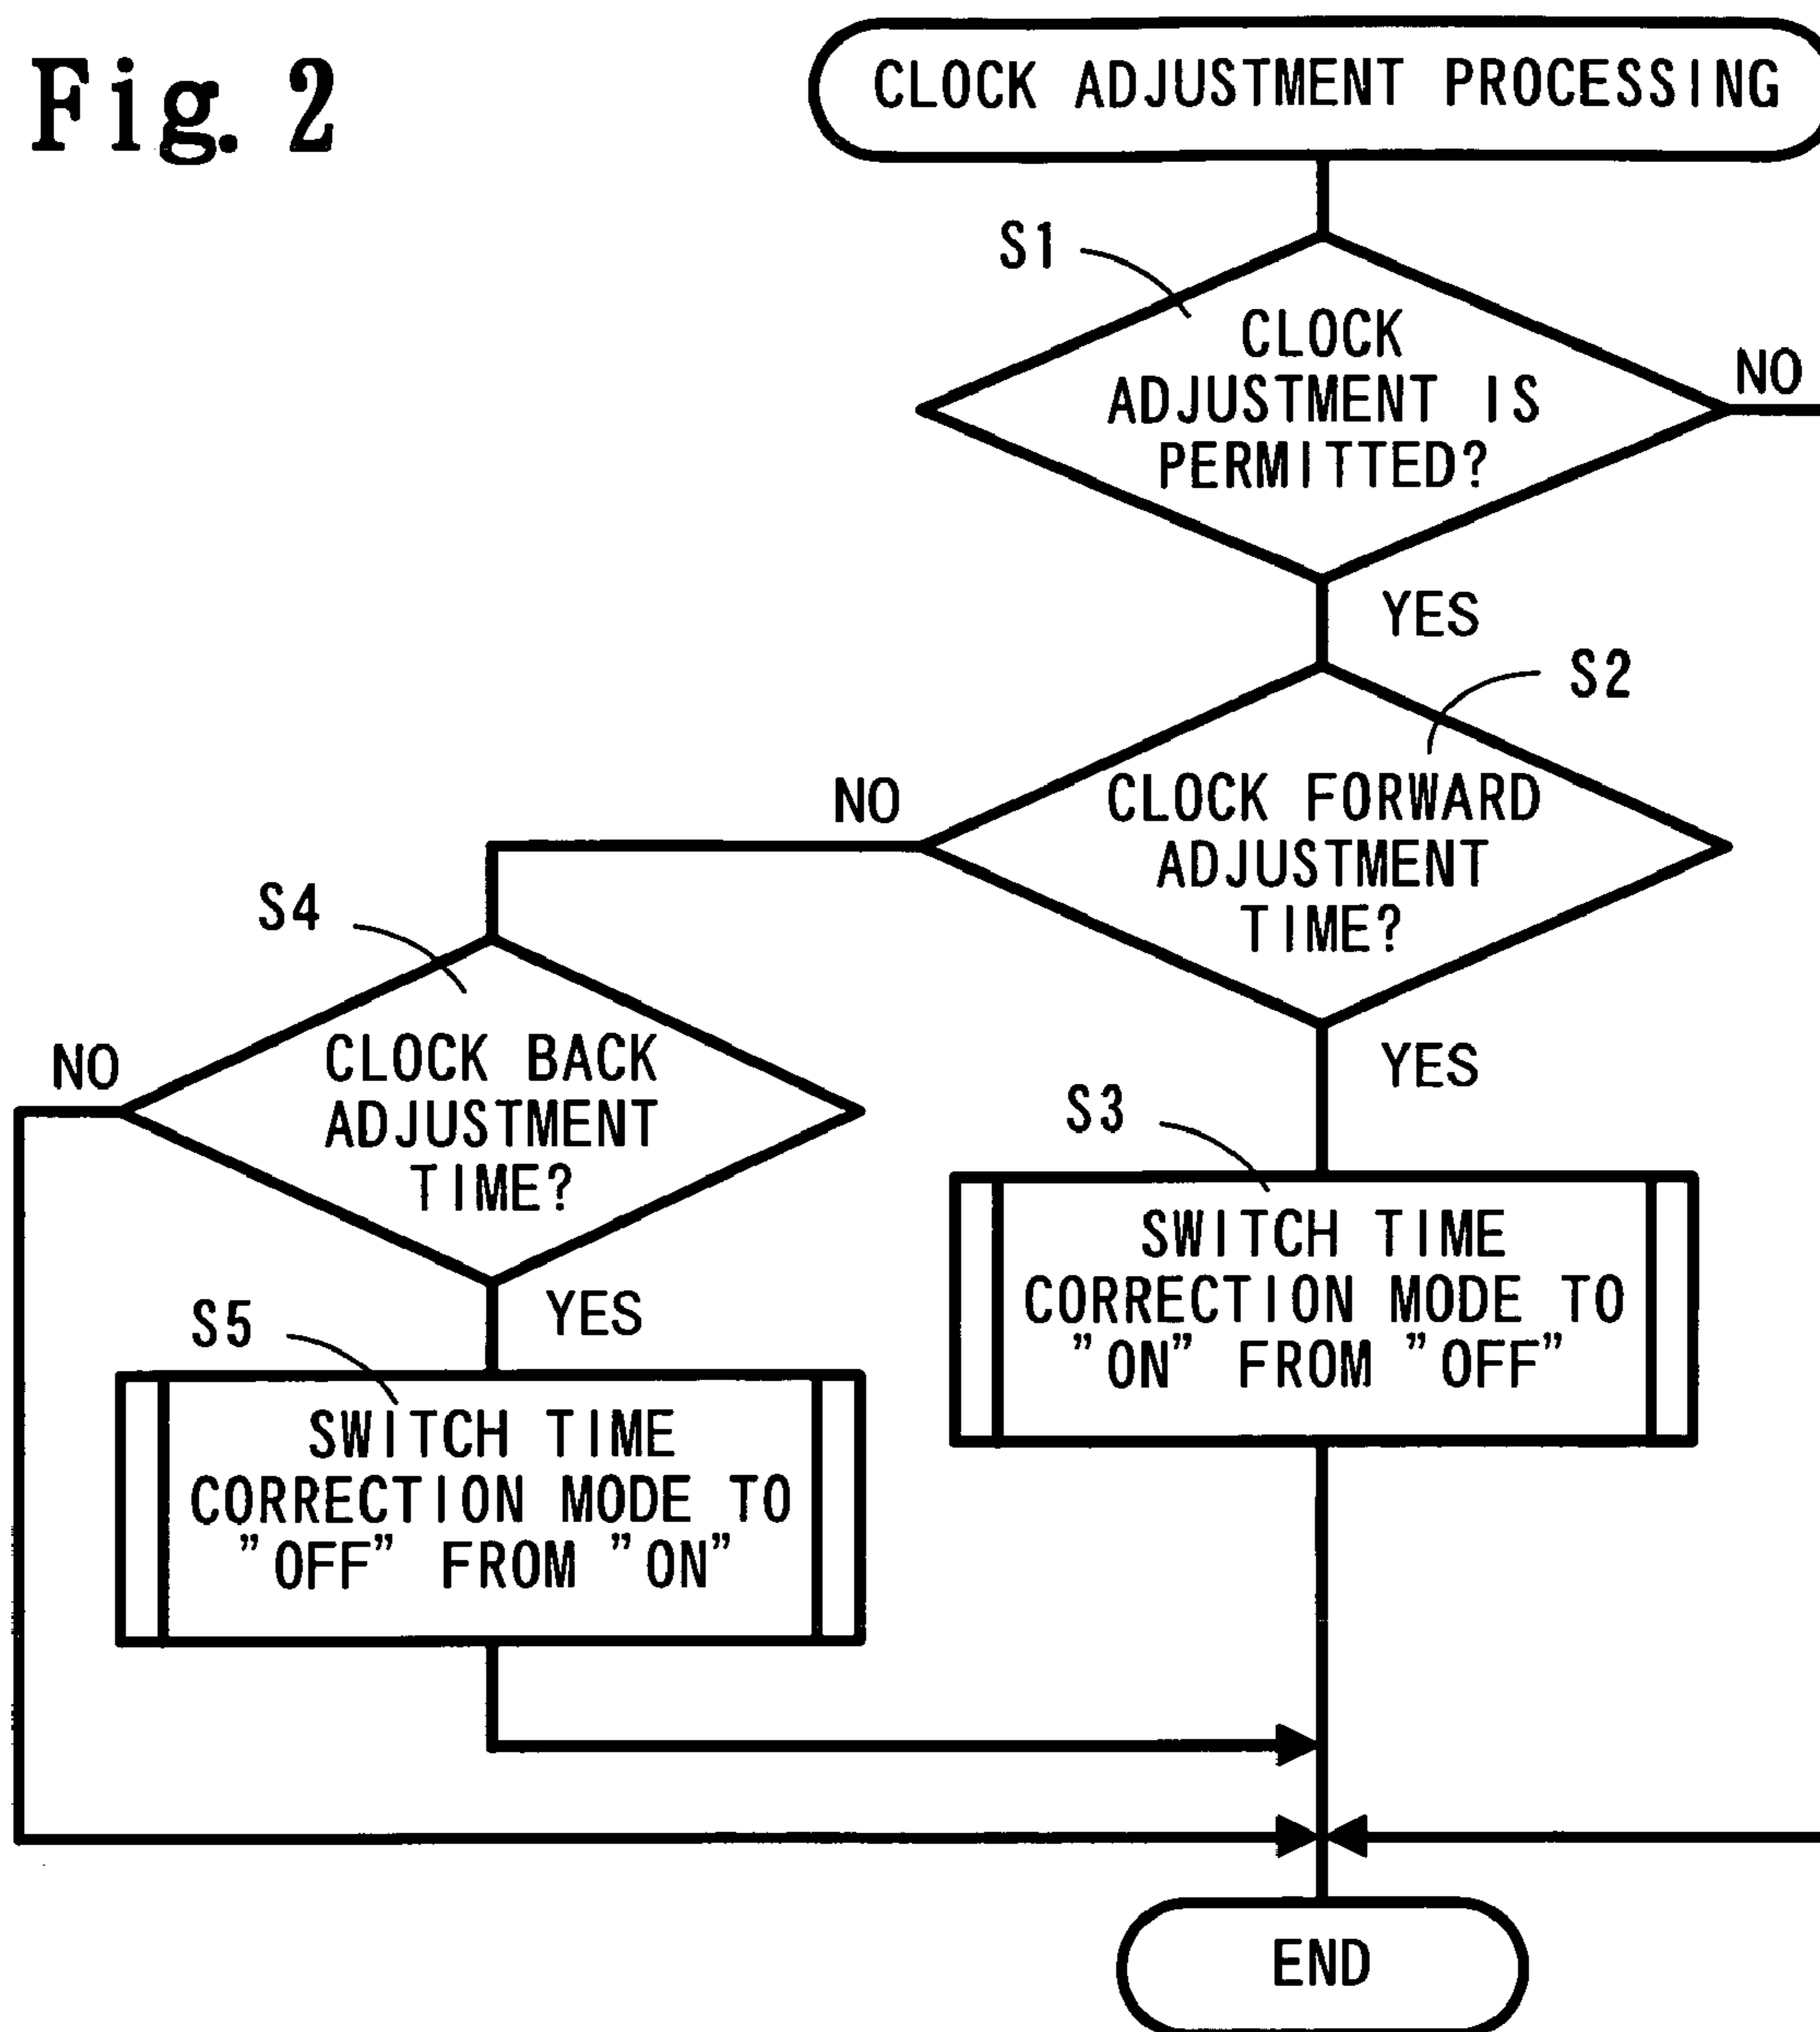 Fig. 2
CLOCK ADJUSTMENT PROCESSING
S1
CLOCK
ADJUSTMENT IS
PERMITTED?
NO
YES
S2
CLOCK FORWARD
ADJUSTMENT
TIME?
NO
YES
S4
CLOCK BACK
ADJUSTMENT
TIME?
NO
YES
S3
SWITCH TIME
CORRECTION MODE TO
”ON” FROM ”OFF”
S5
SWITCH TIME
CORRECTION MODE TO
”OFF” FROM ”ON”
END